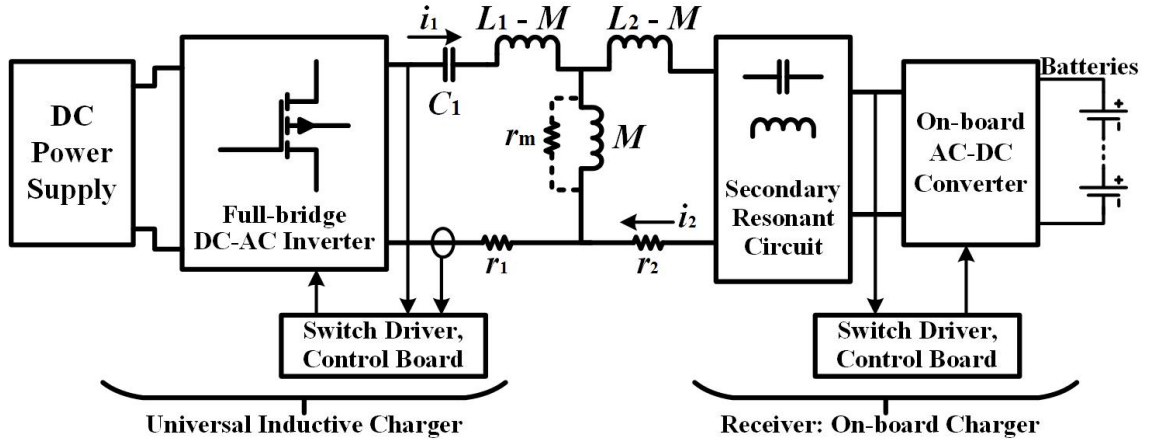 i1
L1 - M
L2 - M
Batteries
DC
Power
Supply
C1
rm
M
On-board
AC-DC
Converter
+
-
+
-
Full-bridge
DC-AC Inverter
Secondary
Resonant
Circuit
i2
r1
r2
Switch Driver,
Control Board
Switch Driver,
Control Board
Universal Inductive Charger
Receiver: On-board Charger